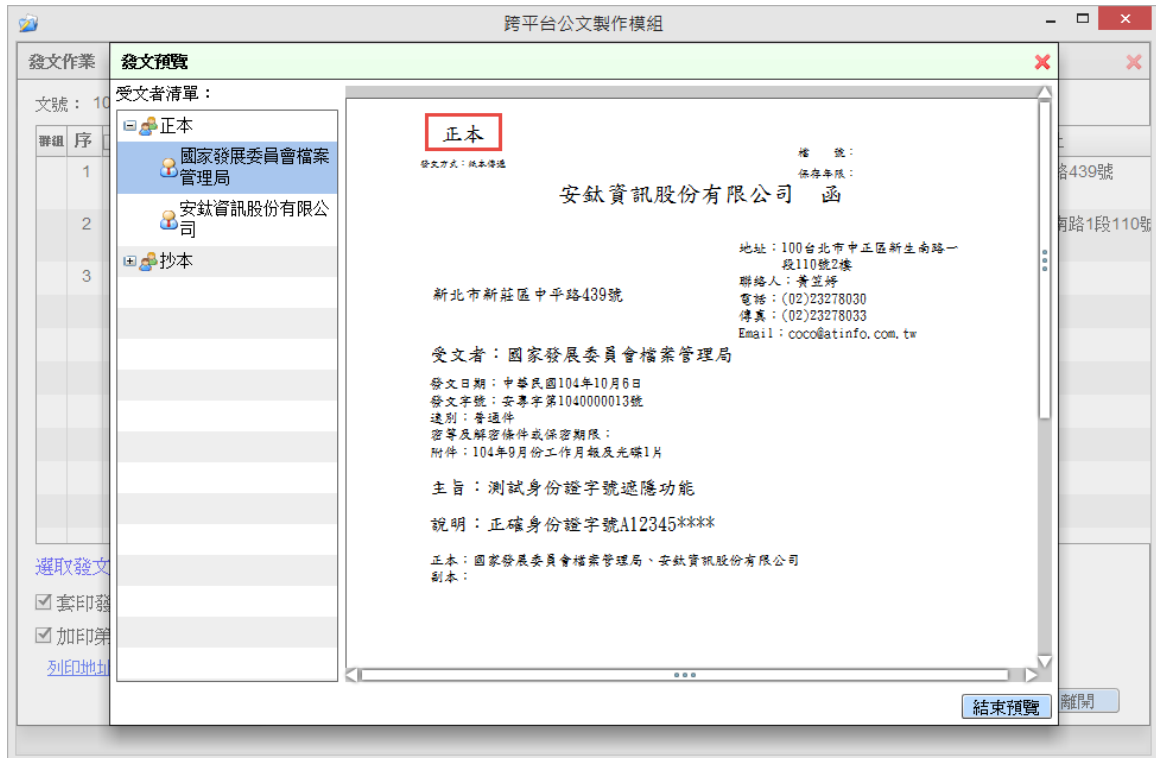 跨平台公文製作模組
發文作業
發文預覽
文號： 10
受文者清單：
群組 序
正本
國家發展委員會檔案
管理局
安鈦資訊股份有限公
司
抄本
1
2
3
路439號
南路1段110號
正本
發文方式：紙本傳遞
檔 號：
保存年限：
安鈦資訊股份有限公司 函
地址：100台北市中正區新生南路一
段110號2樓
聯絡人：黃笠婷
電話：(02)23278030
傳真：(02)23278033
Email：coco@atinfo.com.tw
新北市新莊區中平路439號
受文者：國家發展委員會檔案管理局
發文日期：中華民國104年10月6日
發文字號：安專字第1040000013號
速別：普通件
密等及解密條件或保密期限：
附件：104年9月份工作月報及光碟1片
主旨：測試身份證字號遮隱功能
說明：正確身份證字號A12345****
正本：國家發展委員會檔案管理局、安鈦資訊股份有限公司
副本：
選取發文
套印發
加印第
列印地址
結束預覽
離開